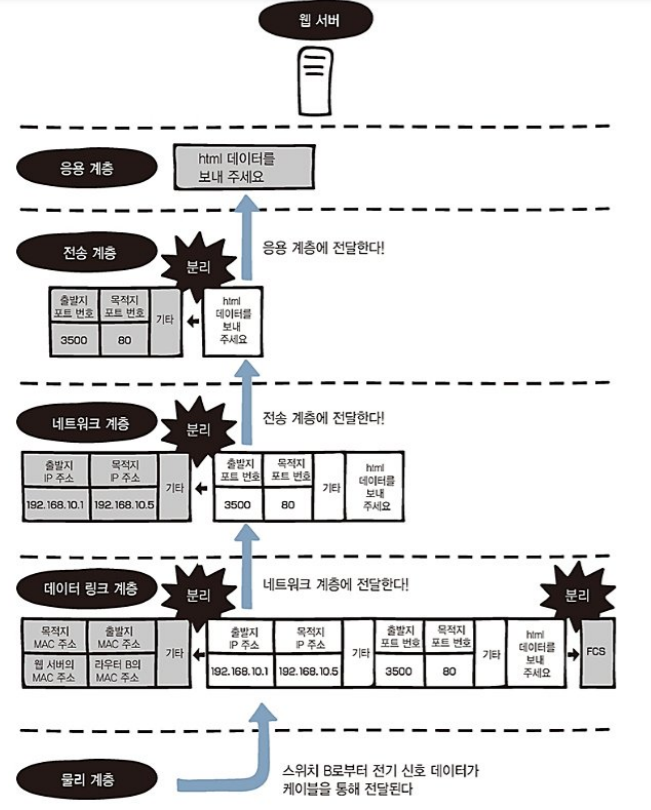 웹 서버
응용 계층
html 데이터를
보내 주세요
응용 계층에 전달한다!
전송 계층
분리
출발지
포트 번호
목적지
포트 번호
기타
3500
80
html
데이터를
보내
주세요
전송 계층에 전달한다!
네트워크 계층
분리
출발지
IP 주소
목적지
IP 주소
기타
192.168.10.1
192.168.10.5
출발지
포트 번호
목적지
포트 번호
기타
3500
80
html
데이터를
보내
주세요
네트워크 계층에 전달한다!
데이터 링크 계층
분리
분리
목적지
MAC 주소
출발지
MAC 주소
기타
웹 서버의
MAC 주소
라우터 B의
MAC 주소
출발지
IP 주소
목적지
IP 주소
기타
192.168.10.1
192.168.10.5
출발지
포트 번호
목적지
포트 번호
기타
3500
80
html
데이터를
보내
주세요
FCS
물리 계층
스위치 B로부터 전기 신호 데이터가
케이블을 통해 전달된다